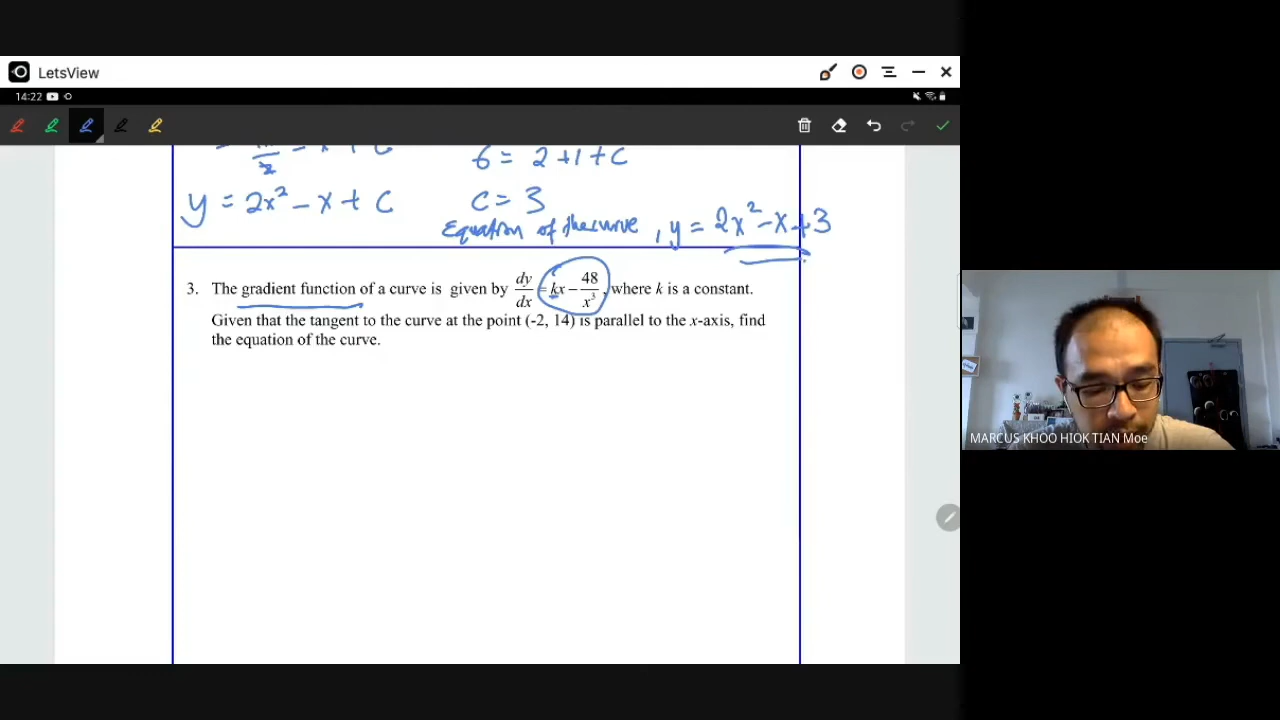 LetsView
14:22
- x + C
6 = 2 + 1 + C
y = 2x² - x + C
C = 3
Equation of the curve, y = 2x² - x + 3
3. The gradient function of a curve is given by dy/dx = kx - 48/x³, where k is a constant.
Given that the tangent to the curve at the point (-2, 14) is parallel to the x-axis, find
the equation of the curve.
MARCUS KHOO HIOK TIAN Moe